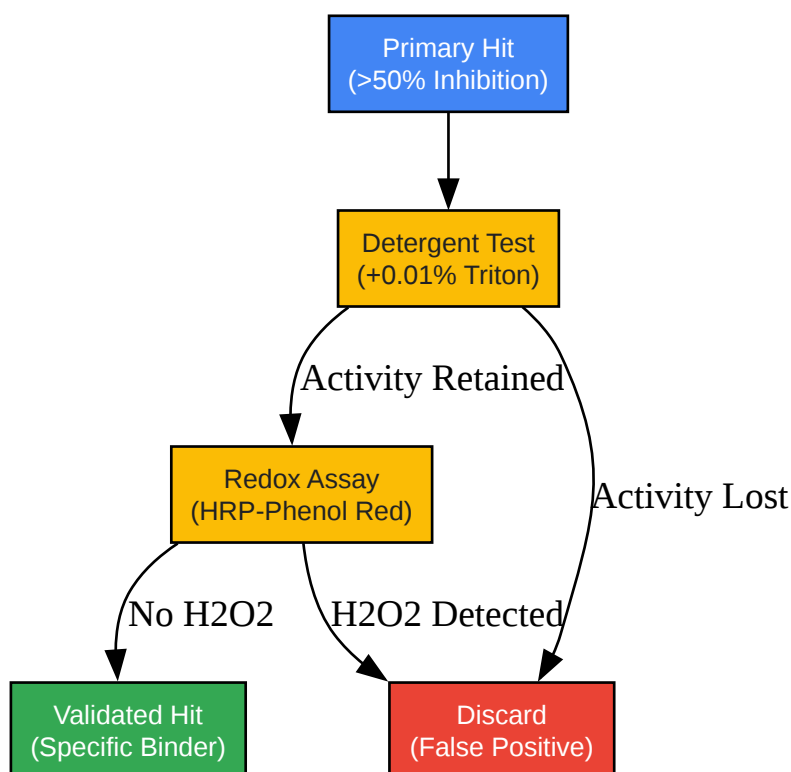 Primary Hit
(>50% Inhibition)
Detergent Test
(+0.01% Triton)
Activity Retained
Activity Lost
Redox Assay
(HRP-Phenol Red)
No H2O2
H2O2 Detected
Validated Hit
(Specific Binder)
Discard
(False Positive)